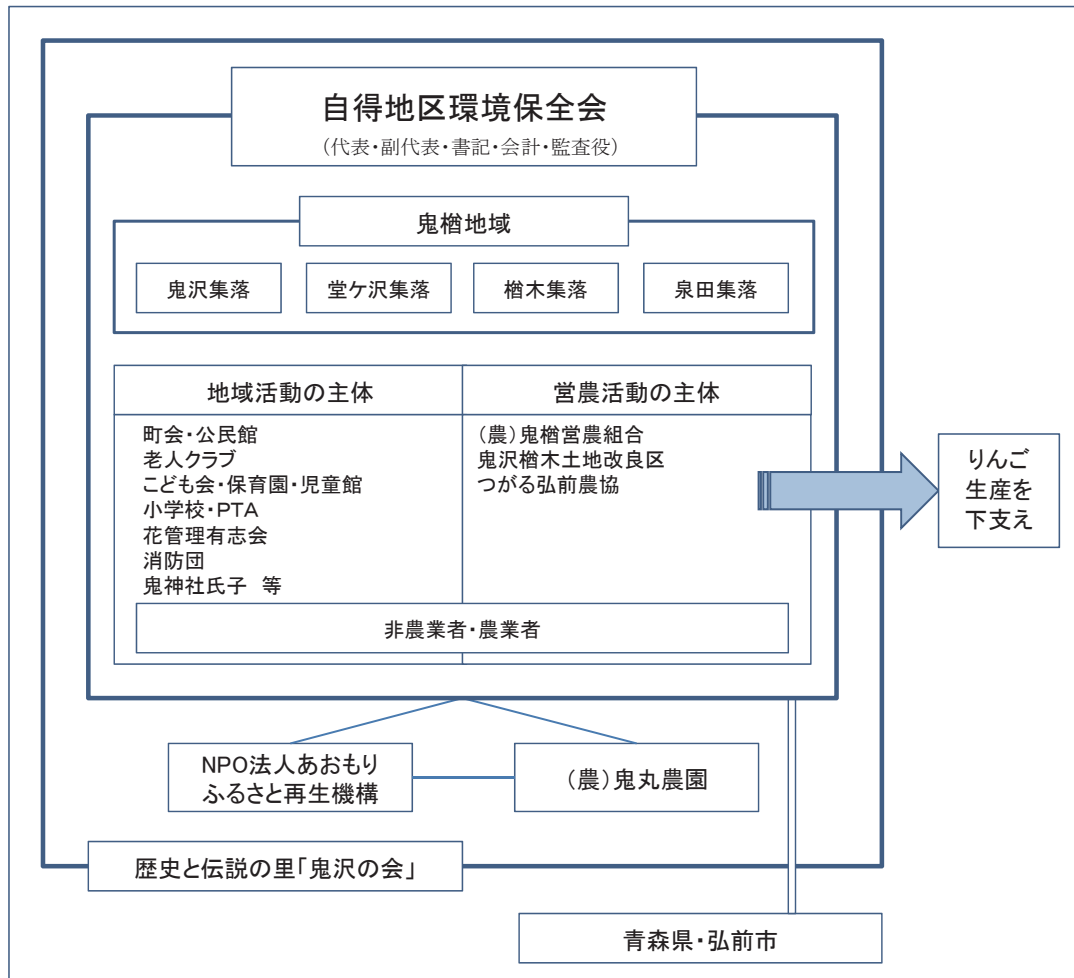 自得地区環境保全会
（代表・副代表・書記・会計・監査役）
鬼楢地域
鬼沢集落
堂ケ沢集落
楢木集落
泉田集落
地域活動の主体
町会・公民館
老人クラブ
こども会・保育園・児童館
小学校・PTA
花管理有志会
消防団
鬼神社氏子 等
営農活動の主体
（農）鬼楢営農組合
鬼沢楢木土地改良区
つがる弘前農協
非農業者・農業者
りんご
生産を
下支え
NPO法人あおもり
ふるさと再生機構
（農）鬼丸農園
歴史と伝説の里「鬼沢の会」
青森県・弘前市